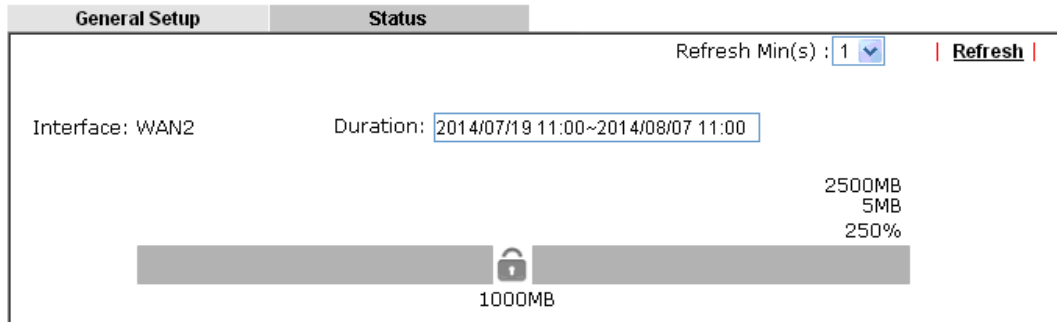 General Setup Status
Refresh Min(s) : 1 | Refresh |
Interface: WAN2 Duration: 2014/07/19 11:00~2014/08/07 11:00
2500MB
5MB
250%
1000MB